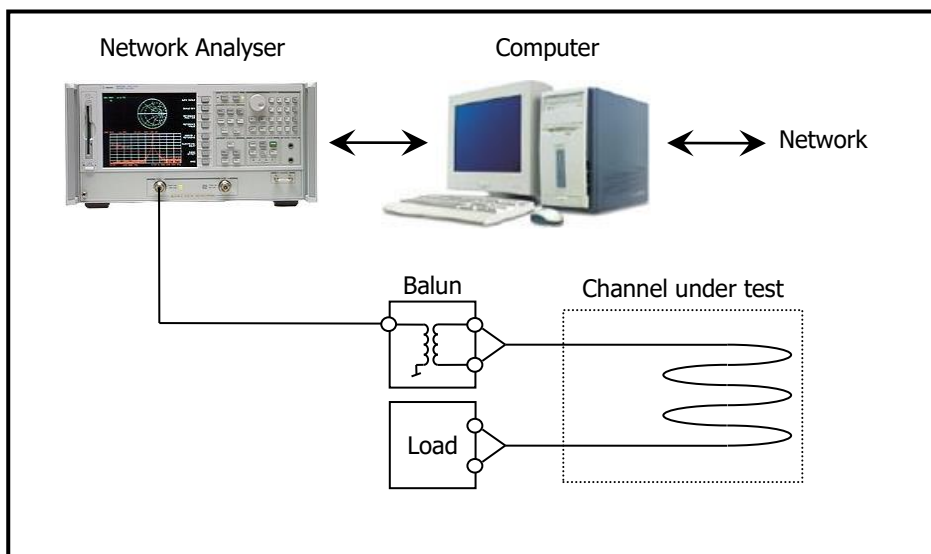 Network Analyser
Computer
Network
Balun
Channel under test
Load